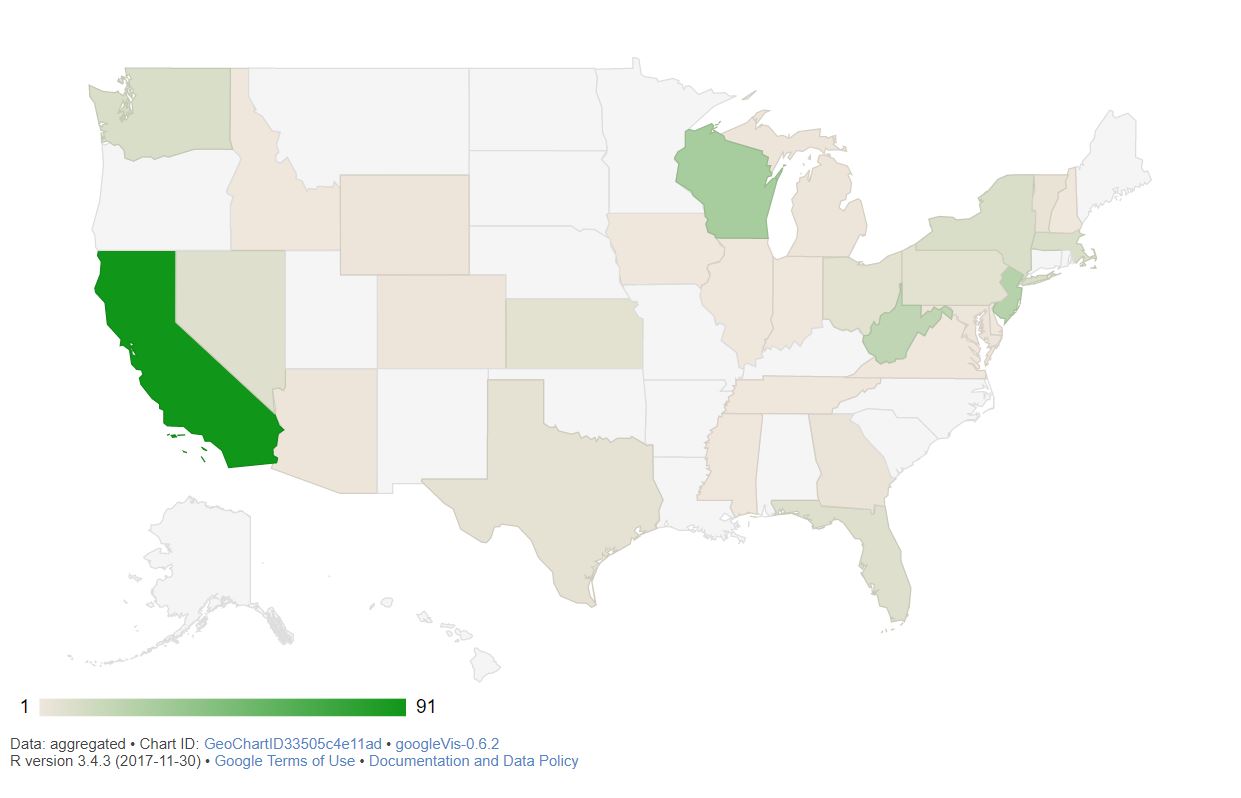 1 91
Data: aggregated • Chart ID: GeoChartID33505c4e11ad • googleVis-0.6.2
R version 3.4.3 (2017-11-30) • Google Terms of Use • Documentation and Data Policy